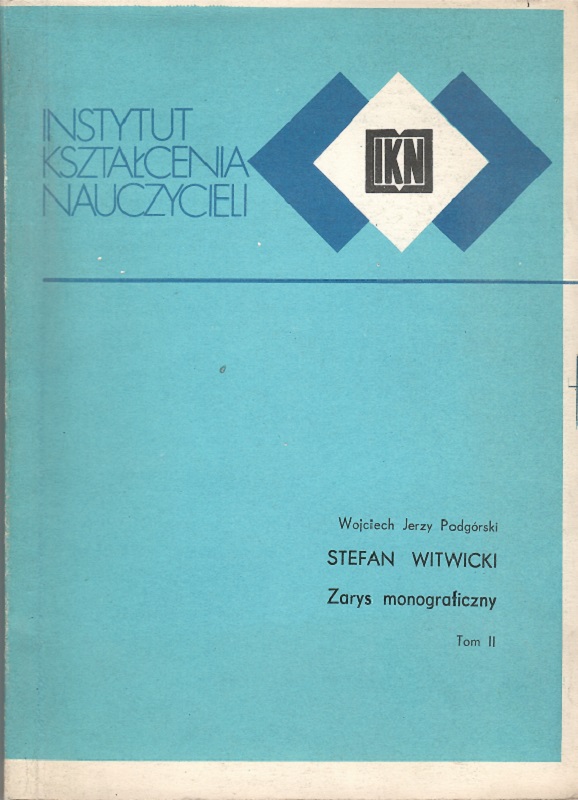 INSTYTUT
KSZTAŁCENIA
NAUCZYCIELI
IKN
Wojciech Jerzy Podgórski
STEFAN WITWICKI
Zarys monograficzny
Tom II